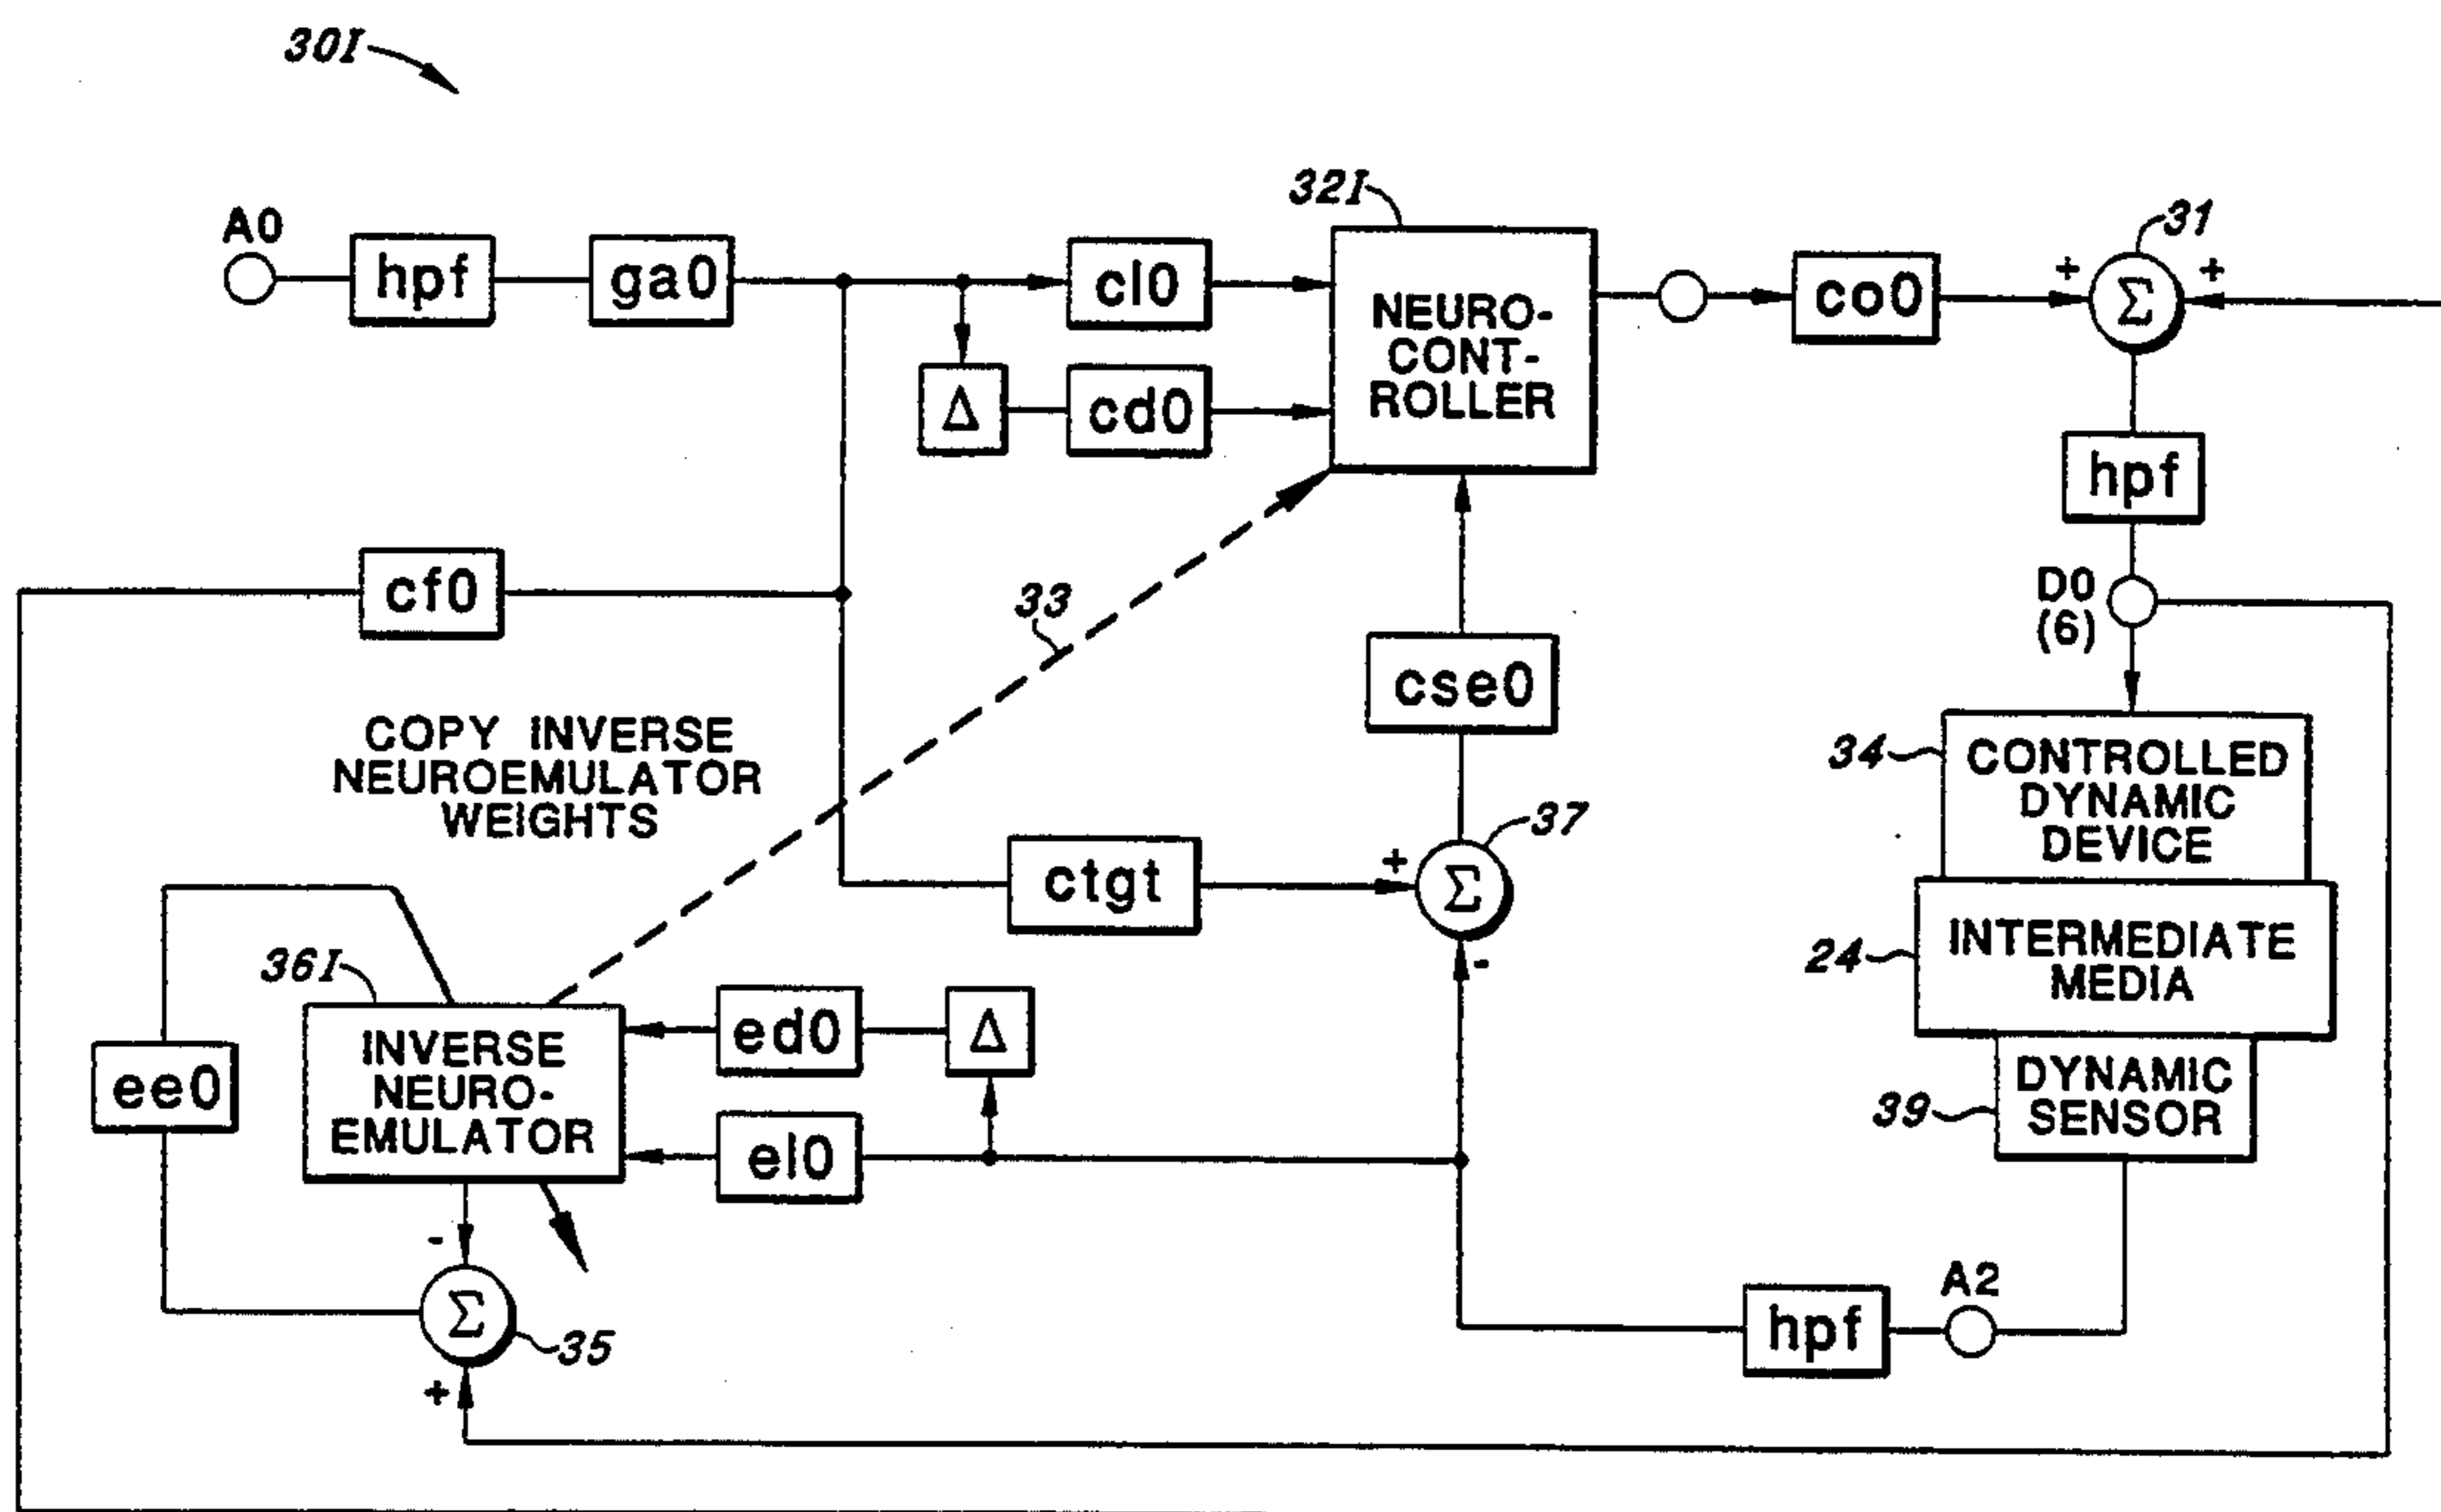 30I
A0
hpf
ga0
cl0
Δ
cd0
32I
NEURO-
CONT-
ROLLER
co0
31
+
+
Σ
hpf
D0
(6)
cf0
33
cse0
COPY INVERSE
NEUROEMULATOR
WEIGHTS
34
CONTROLLED
DYNAMIC
DEVICE
ctgt
+
Σ
37
-
24
INTERMEDIATE
MEDIA
36I
INVERSE
NEURO-
EMULATOR
ed0
Δ
ee0
el0
39
DYNAMIC
SENSOR
-
Σ
35
+
hpf
A2